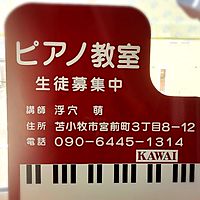 ピアノ教室
生徒募集中
講師 浮穴 萌
住所 苫小牧市宮前町3丁目8-12
電話 090-6445-1314
KAWAI